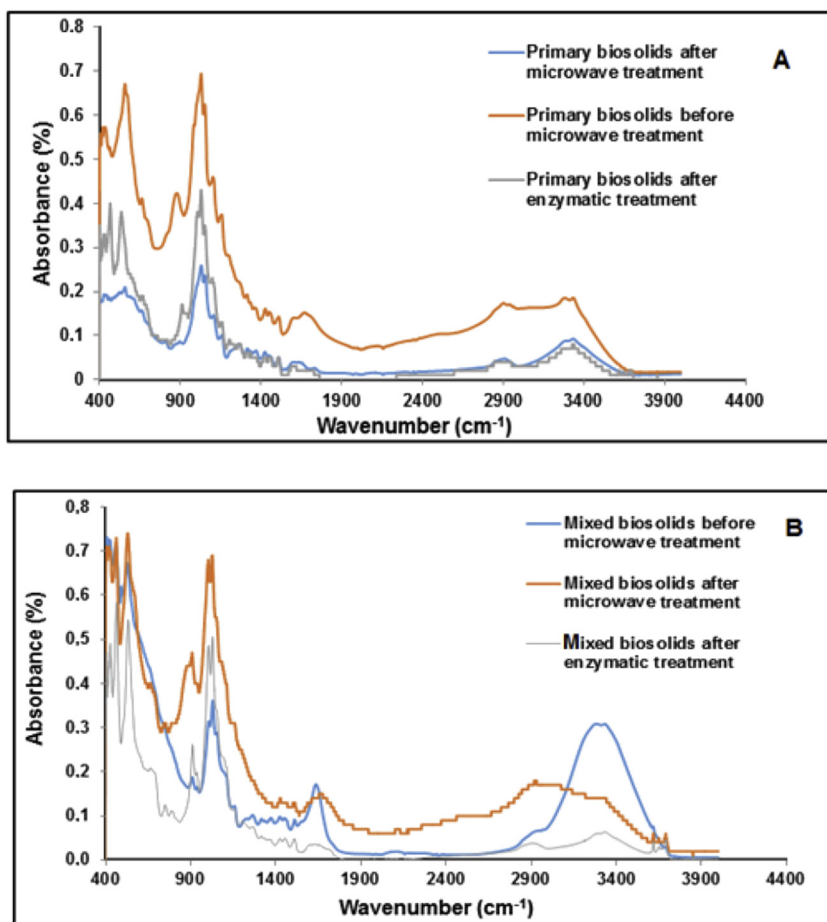 0.8
0.7
0.6
0.5
0.4
0.3
0.2
0.1
0
Absorbance (%)
Primary biosolids after
microwave treatment
Primary biosolids before
microwave treatment
Primary biosolids after
enzymatic treatment
A
400 900 1400 1900 2400 2900 3400 3900 4400
Wavenumber (cm⁻¹)
0.8
0.7
0.6
0.5
0.4
0.3
0.2
0.1
0.0
Absorbance (%)
Mixed biosolids before
microwave treatment
Mixed biosolids after
microwave treatment
Mixed biosolids after
enzymatic treatment
B
400 900 1400 1900 2400 2900 3400 3900 4400
Wavenumber (cm⁻¹)